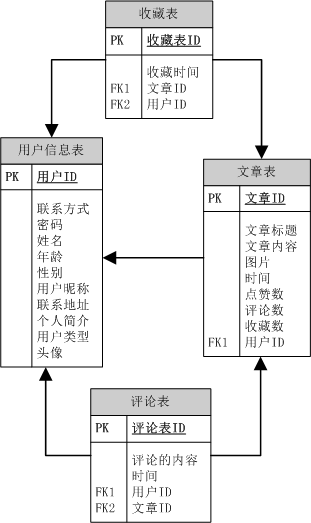 收藏表
PK 收藏表ID
收藏时间
FK1 文章ID
FK2 用户ID
用户信息表
PK 用户ID
联系方式
密码
姓名
年龄
性别
用户昵称
联系地址
个人简介
用户类型
头像
文章表
PK 文章ID
文章标题
文章内容
图片
时间
点赞数
评论数
收藏数
FK1 用户ID
评论表
PK 评论表ID
评论的内容
时间
FK1 用户ID
FK2 文章ID